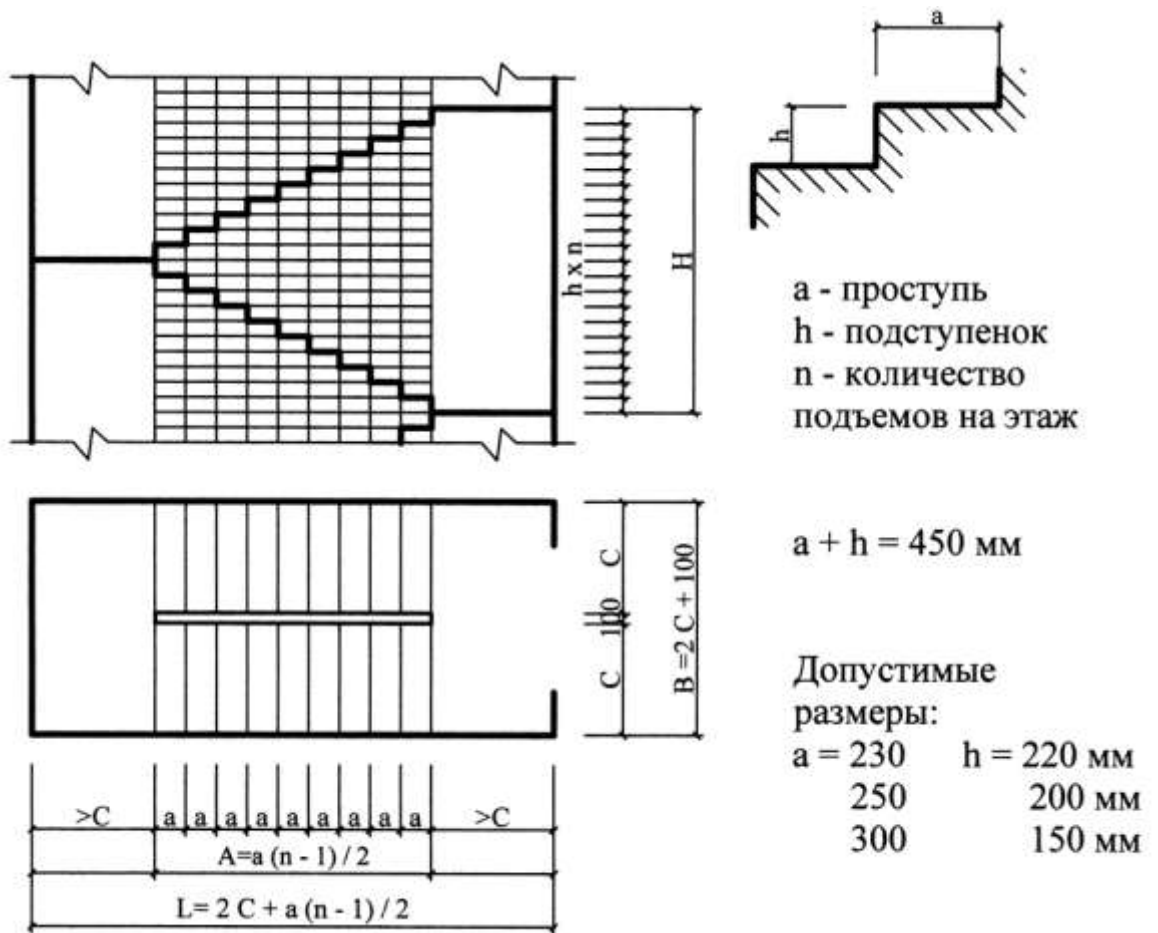 a
h
h x n
H
a - проступь
h - подступенок
n - количество
подъемов на этаж
C
100
C
B =2 C + 100
a + h = 450 мм
Допустимые
размеры:
a = 230 h = 220 мм
250 200 мм
300 150 мм
>C a a a a a a a a a >C
A=a (n - 1) / 2
L= 2 C + a (n - 1) / 2